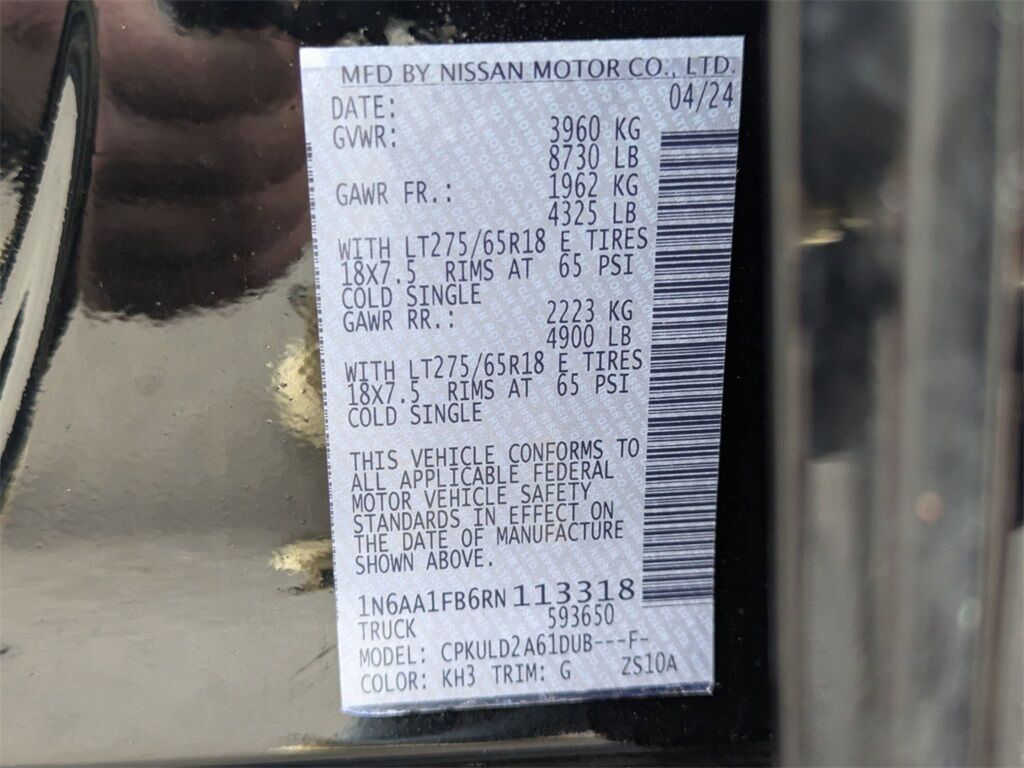 MFD BY NISSAN MOTOR CO., LTD.
DATE: 04/24
GVWR: 3960 KG
8730 LB
GAWR FR.: 1962 KG
4325 LB
WITH LT275/65R18 E TIRES
18X7.5 RIMS AT 65 PSI
COLD SINGLE
GAWR RR.: 2223 KG
4900 LB
WITH LT275/65R18 E TIRES
18X7.5 RIMS AT 65 PSI
COLD SINGLE
THIS VEHICLE CONFORMS TO
ALL APPLICABLE FEDERAL
MOTOR VEHICLE SAFETY
STANDARDS IN EFFECT ON
THE DATE OF MANUFACTURE
SHOWN ABOVE.
1N6AA1FB6RN113318
TRUCK 593650
MODEL: CPKULD2A61DUB---F-
COLOR: KH3 TRIM: G ZS10A